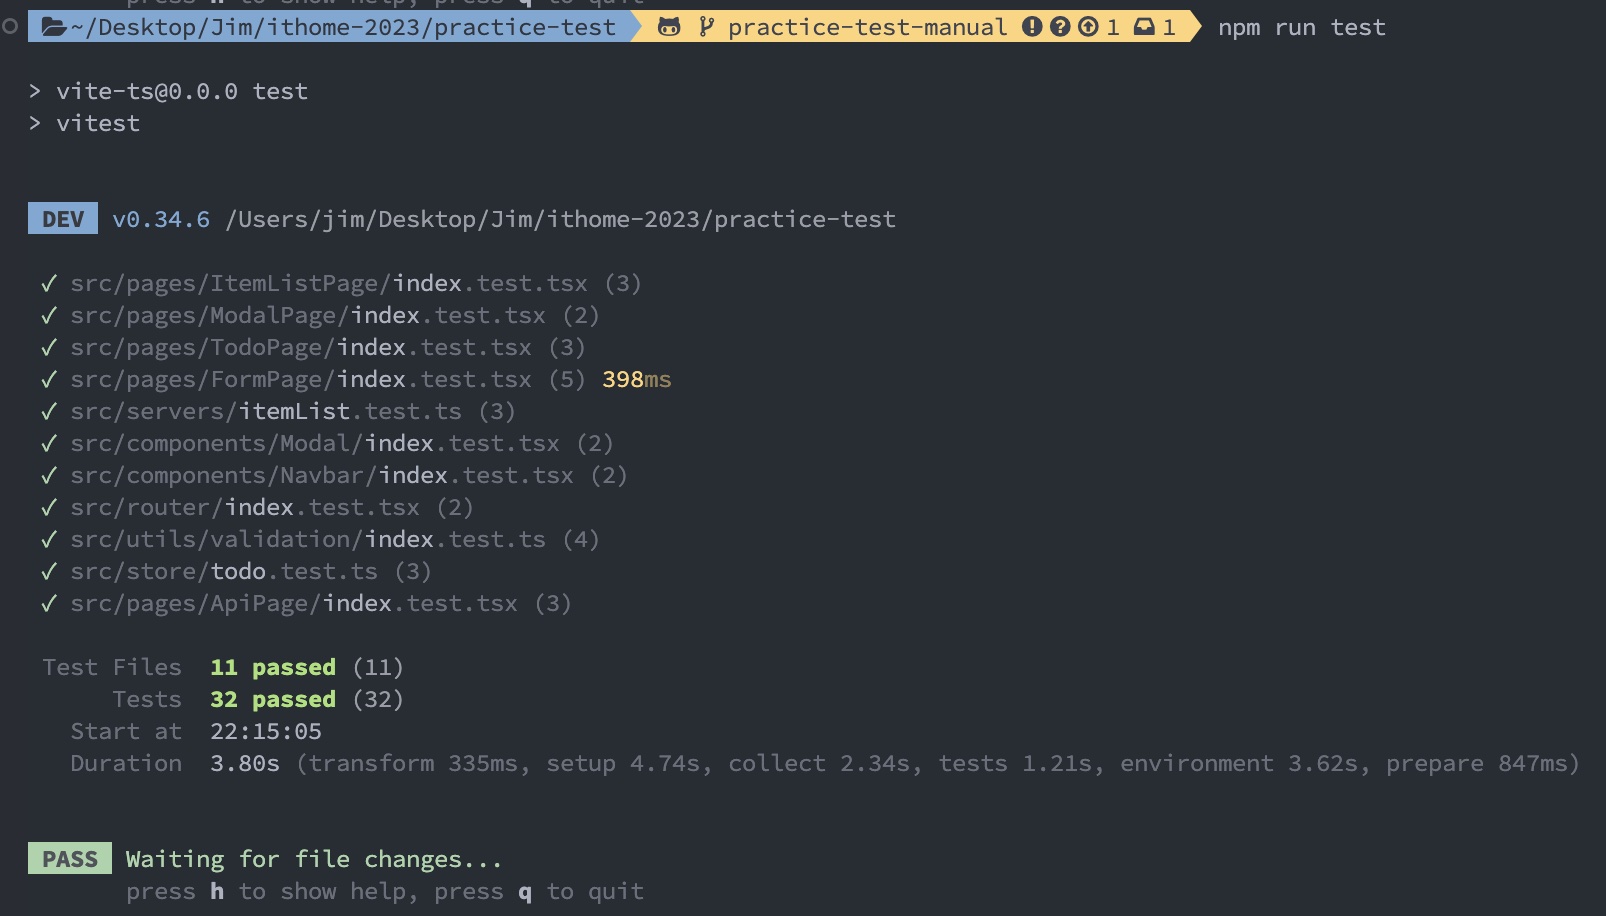 ~/Desktop/Jim/ithome-2023/practice-test practice-test-manual 1 1 npm run test
> vite-ts@0.0.0 test
> vitest
DEV v0.34.6 /Users/jim/Desktop/Jim/ithome-2023/practice-test
✓ src/pages/ItemListPage/index.test.tsx (3)
✓ src/pages/ModalPage/index.test.tsx (2)
✓ src/pages/TodoPage/index.test.tsx (3)
✓ src/pages/FormPage/index.test.tsx (5) 398ms
✓ src/servers/itemList.test.ts (3)
✓ src/components/Modal/index.test.tsx (2)
✓ src/components/Navbar/index.test.tsx (2)
✓ src/router/index.test.tsx (2)
✓ src/utils/validation/index.test.ts (4)
✓ src/store/todo.test.ts (3)
✓ src/pages/ApiPage/index.test.tsx (3)
Test Files 11 passed (11)
Tests 32 passed (32)
Start at 22:15:05
Duration 3.80s (transform 335ms, setup 4.74s, collect 2.34s, tests 1.21s, environment 3.62s, prepare 847ms)
PASS Waiting for file changes...
press h to show help, press q to quit